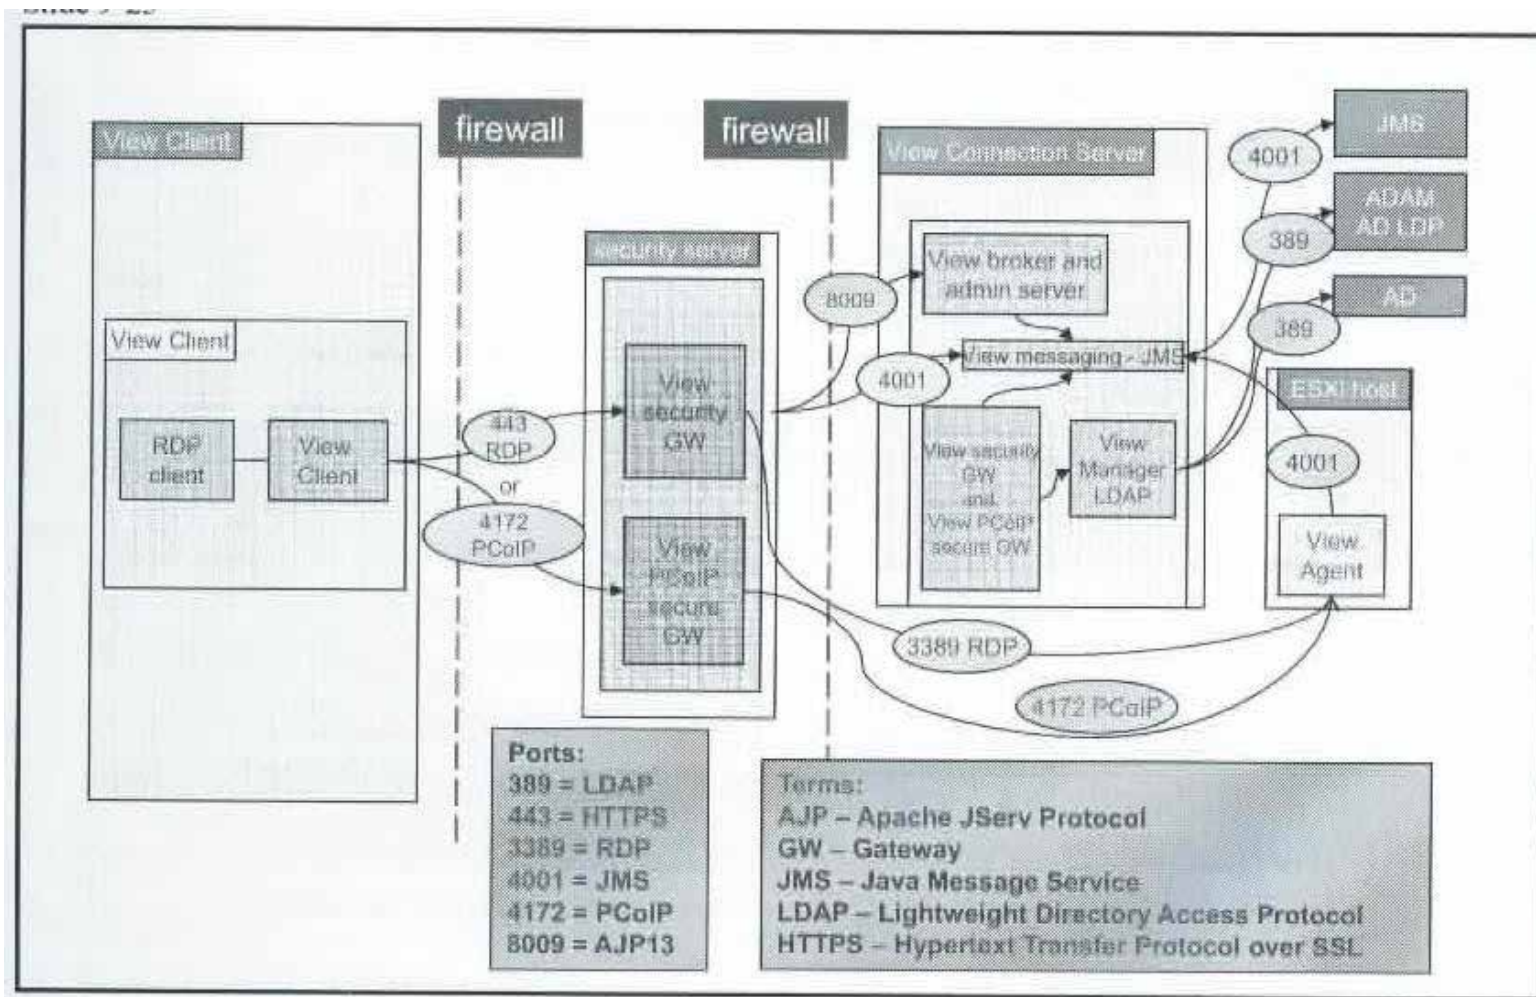 firewall
firewall
View Client
View Connection Server
JMS
4001
ADAM
AD LDP
389
AD
389
security server
View broker and
admin server
8009
View messaging - JMS
4001
View Client
RDP
client
View
Client
443
RDP
or
4172
PCoIP
View
security
GW
View
PCoIP
secure
GW
View security
GW
and
View PCoIP
secure GW
View
Manager
LDAP
ESXi host
4001
View
Agent
3389 RDP
4172 PCoIP
Ports:
389 = LDAP
443 = HTTPS
3389 = RDP
4001 = JMS
4172 = PCoIP
8009 = AJP13
Terms:
AJP – Apache JServ Protocol
GW – Gateway
JMS – Java Message Service
LDAP – Lightweight Directory Access Protocol
HTTPS – Hypertext Transfer Protocol over SSL